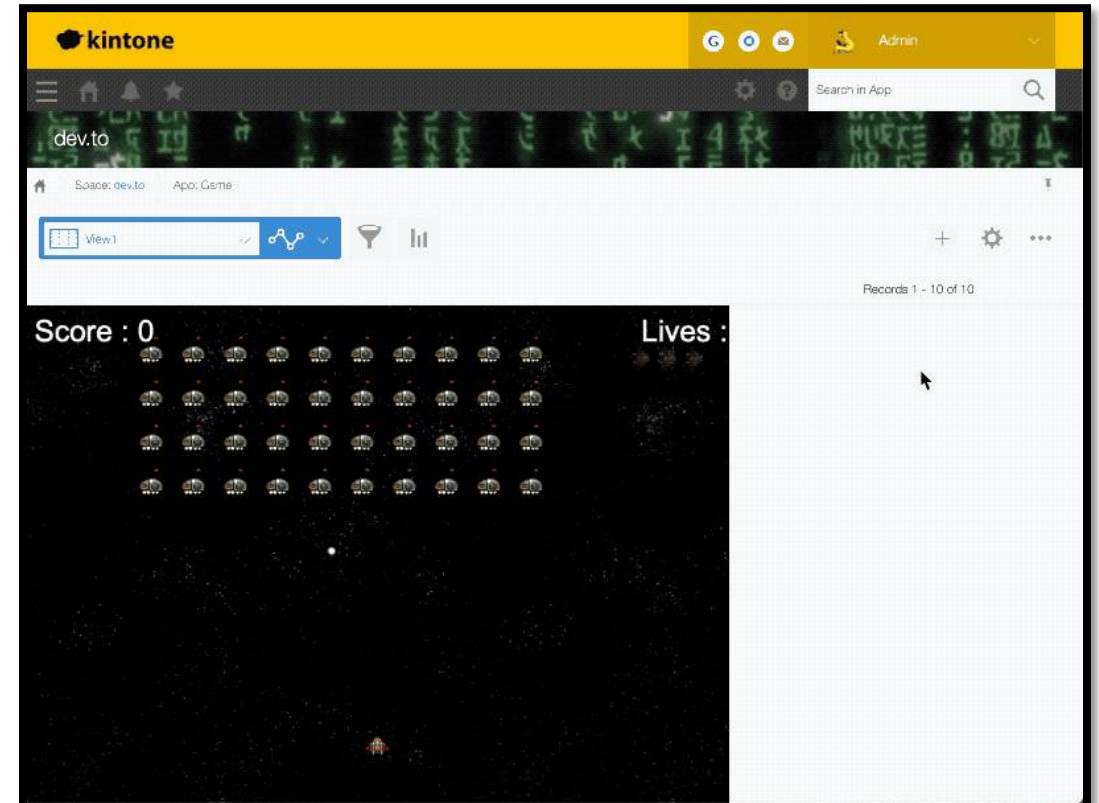 kintone
G
Admin
Search in App
dev.to
Space: dev.to App: Game
View1
Records 1 - 10 of 10
Score : 0
Lives :